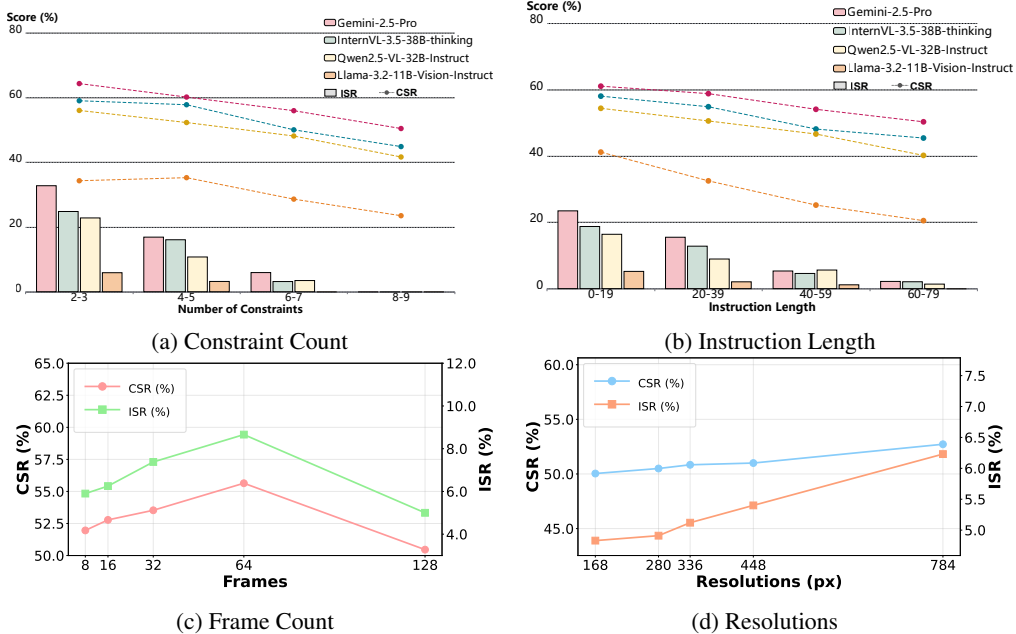 Score (%)
80
60
40
20
0
Gemini-2.5-Pro
InternVL-3.5-38B-thinking
Qwen2.5-VL-32B-Instruct
Llama-3.2-11B-Vision-Instruct
ISR CSR
2-3 4-5 6-7 8-9
Number of Constraints
(a) Constraint Count
Score (%)
80
60
40
20
0
Gemini-2.5-Pro
InternVL-3.5-38B-thinking
Qwen2.5-VL-32B-Instruct
Llama-3.2-11B-Vision-Instruct
ISR CSR
0-19 20-39 40-59 60-79
Instruction Length
(b) Instruction Length
65.0
62.5
60.0
57.5
55.0
52.5
50.0
CSR (%)
CSR (%)
ISR (%)
12.0
10.0
8.0
6.0
4.0
ISR (%)
8 16 32 64 128
Frames
(c) Frame Count
60.0
55.0
50.0
45.0
CSR (%)
CSR (%)
ISR (%)
7.5
7.0
6.5
6.0
5.5
5.0
ISR (%)
168 280 336 448 784
Resolutions (px)
(d) Resolutions